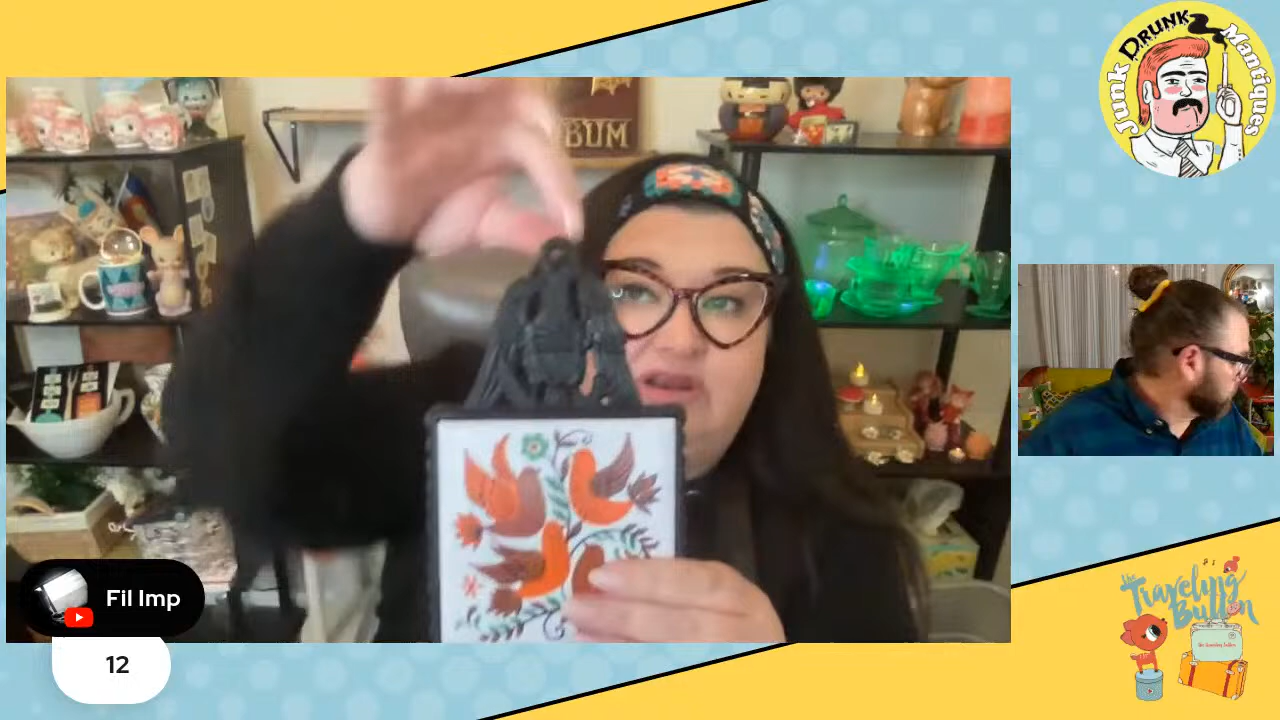 Junk
DRUNK
Mantiques
BUM
Fil Imp
12
the
Traveling
Button